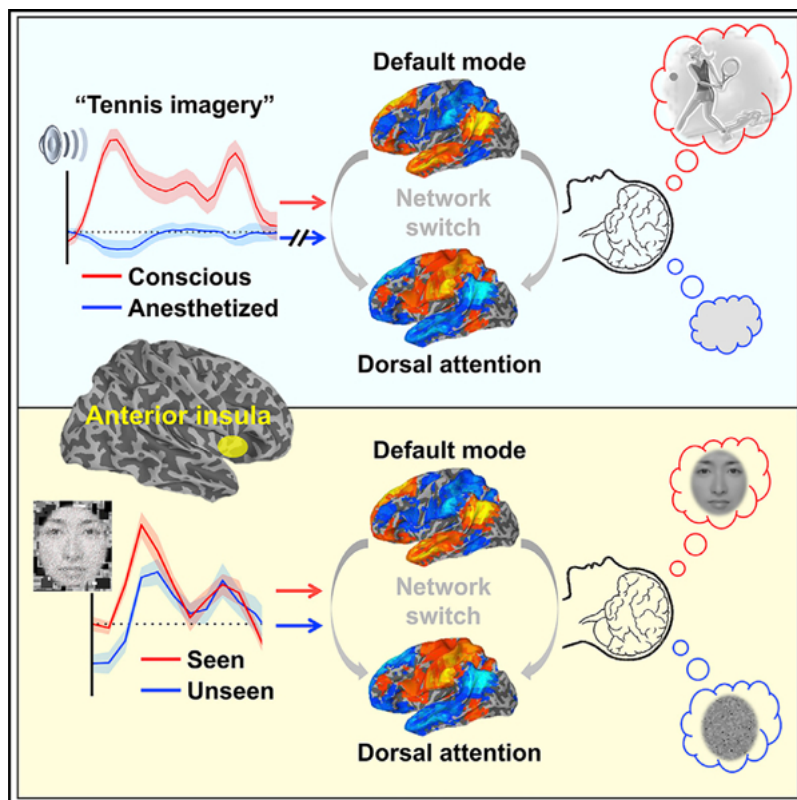 Default mode
“Tennis imagery”
Network
switch
Conscious
Anesthetized
Dorsal attention
Anterior insula
Default mode
Network
switch
Seen
Unseen
Dorsal attention